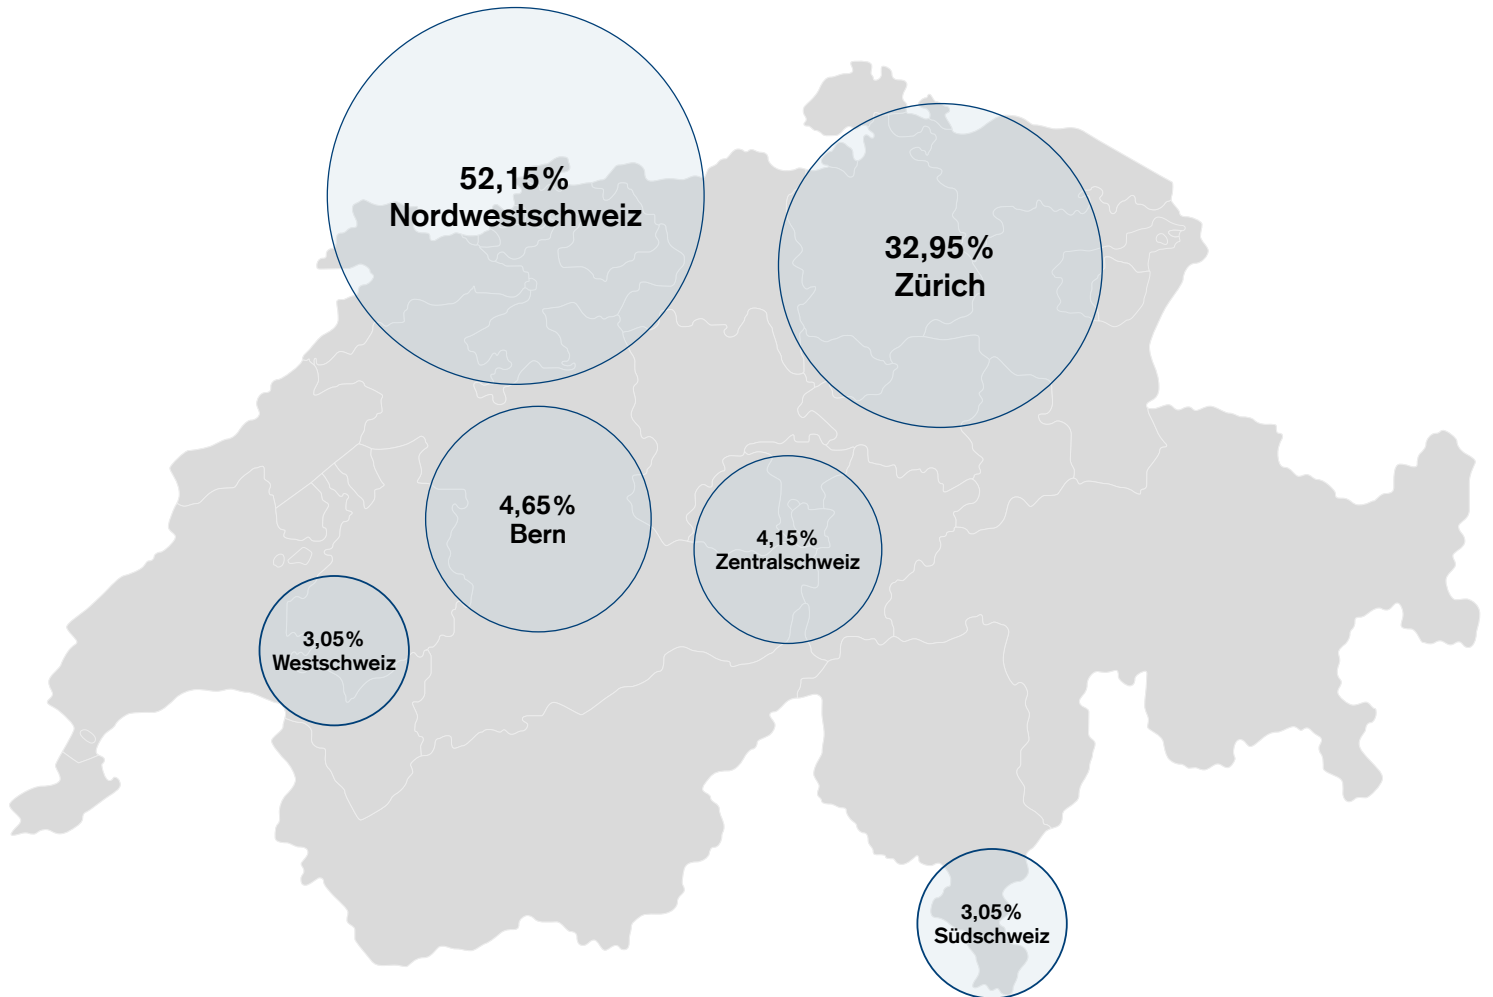 52,15%
Nordwestschweiz
32,95%
Zürich
4,65%
Bern
4,15%
Zentralschweiz
3,05%
Westschweiz
3,05%
Südschweiz